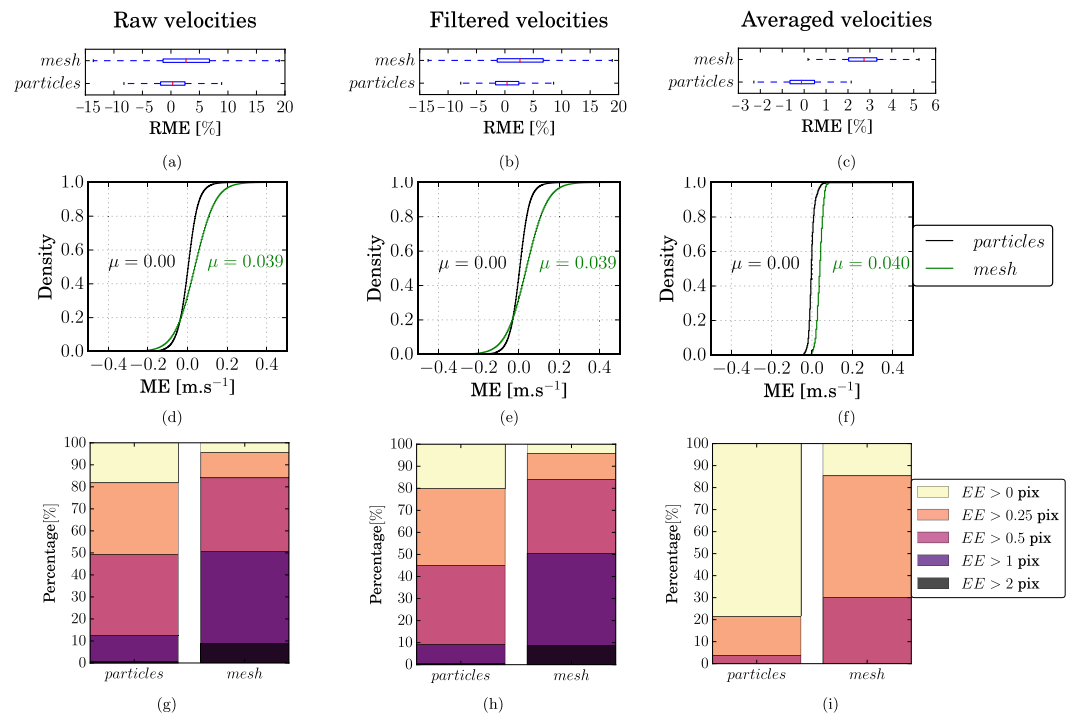 Raw velocities
Filtered velocities
Averaged velocities
mesh
particles
−15 −10 −5 0 5 10 15 20
RME [%]
(a)
mesh
particles
−15 −10 −5 0 5 10 15 20
RME [%]
(b)
mesh
particles
−3 −2 −1 0 1 2 3 4 5 6
RME [%]
(c)
1.0
0.8
0.6
0.4
0.2
0.0
Density
μ = 0.00
μ = 0.039
−0.4 −0.2 0.0 0.2 0.4
ME [m.s⁻¹]
(d)
1.0
0.8
0.6
0.4
0.2
0.0
Density
μ = 0.00
μ = 0.039
−0.4 −0.2 0.0 0.2 0.4
ME [m.s⁻¹]
(e)
1.0
0.8
0.6
0.4
0.2
0.0
Density
μ = 0.00
μ = 0.040
−0.4 −0.2 0.0 0.2 0.4
ME [m.s⁻¹]
(f)
particles
mesh
100
90
80
70
60
50
40
30
20
10
0
Percentage[%]
particles mesh
(g)
100
90
80
70
60
50
40
30
20
10
0
Percentage[%]
particles mesh
(h)
100
90
80
70
60
50
40
30
20
10
0
Percentage[%]
particles mesh
(i)
EE > 0 pix
EE > 0.25 pix
EE > 0.5 pix
EE > 1 pix
EE > 2 pix